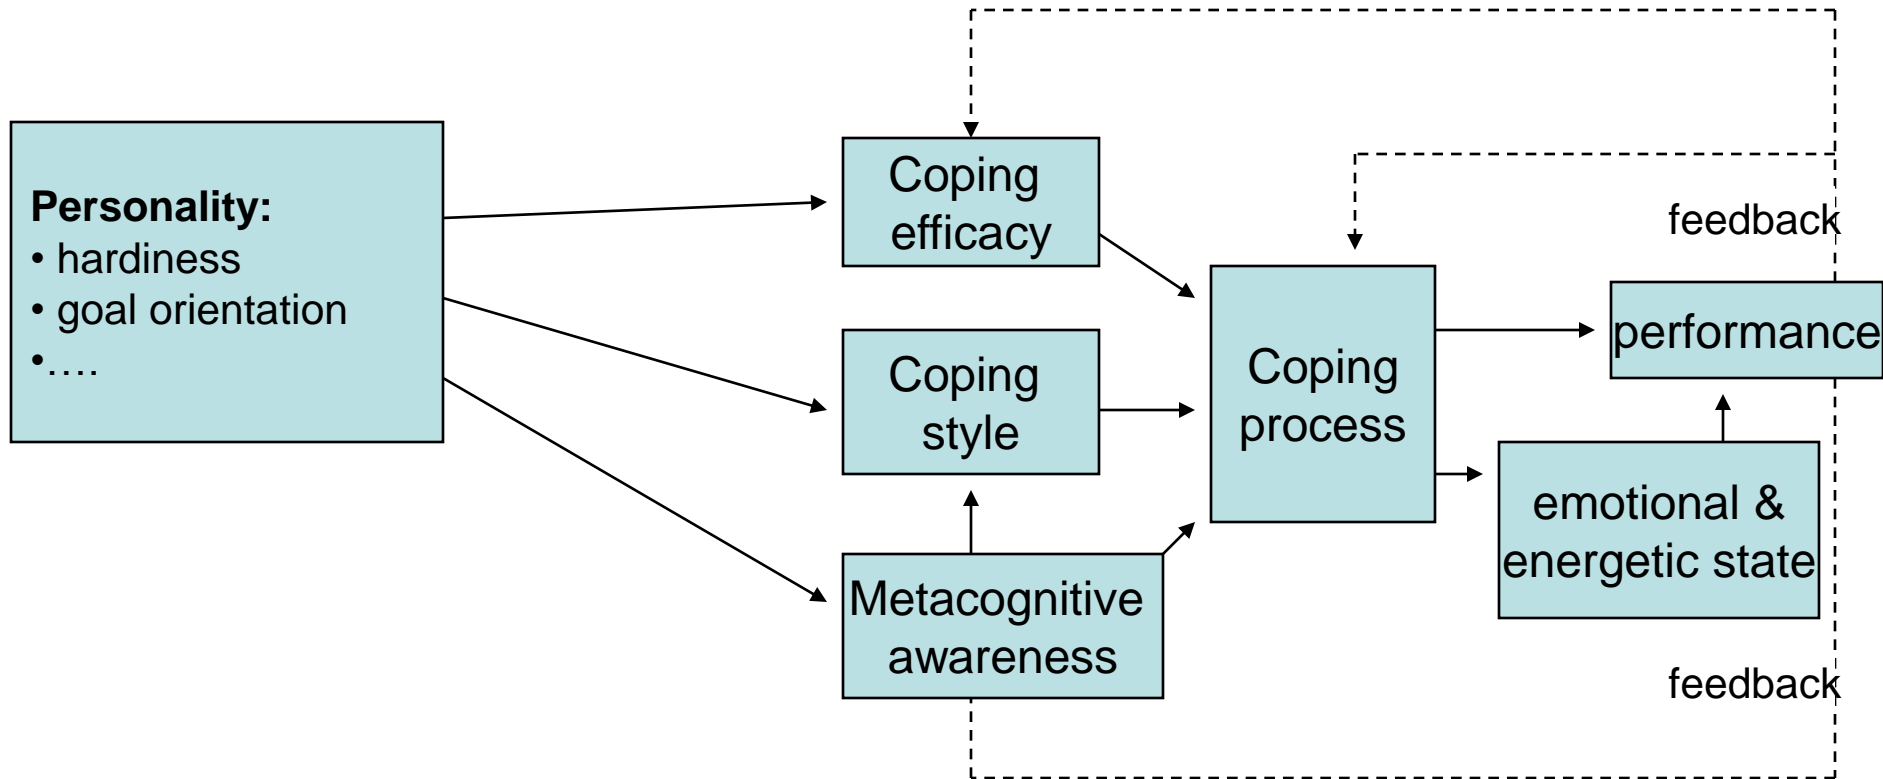 Personality:
• hardiness
• goal orientation
•....
Coping
efficacy
Coping
style
Metacognitive
awareness
Coping
process
feedback
performance
emotional &
energetic state
feedback